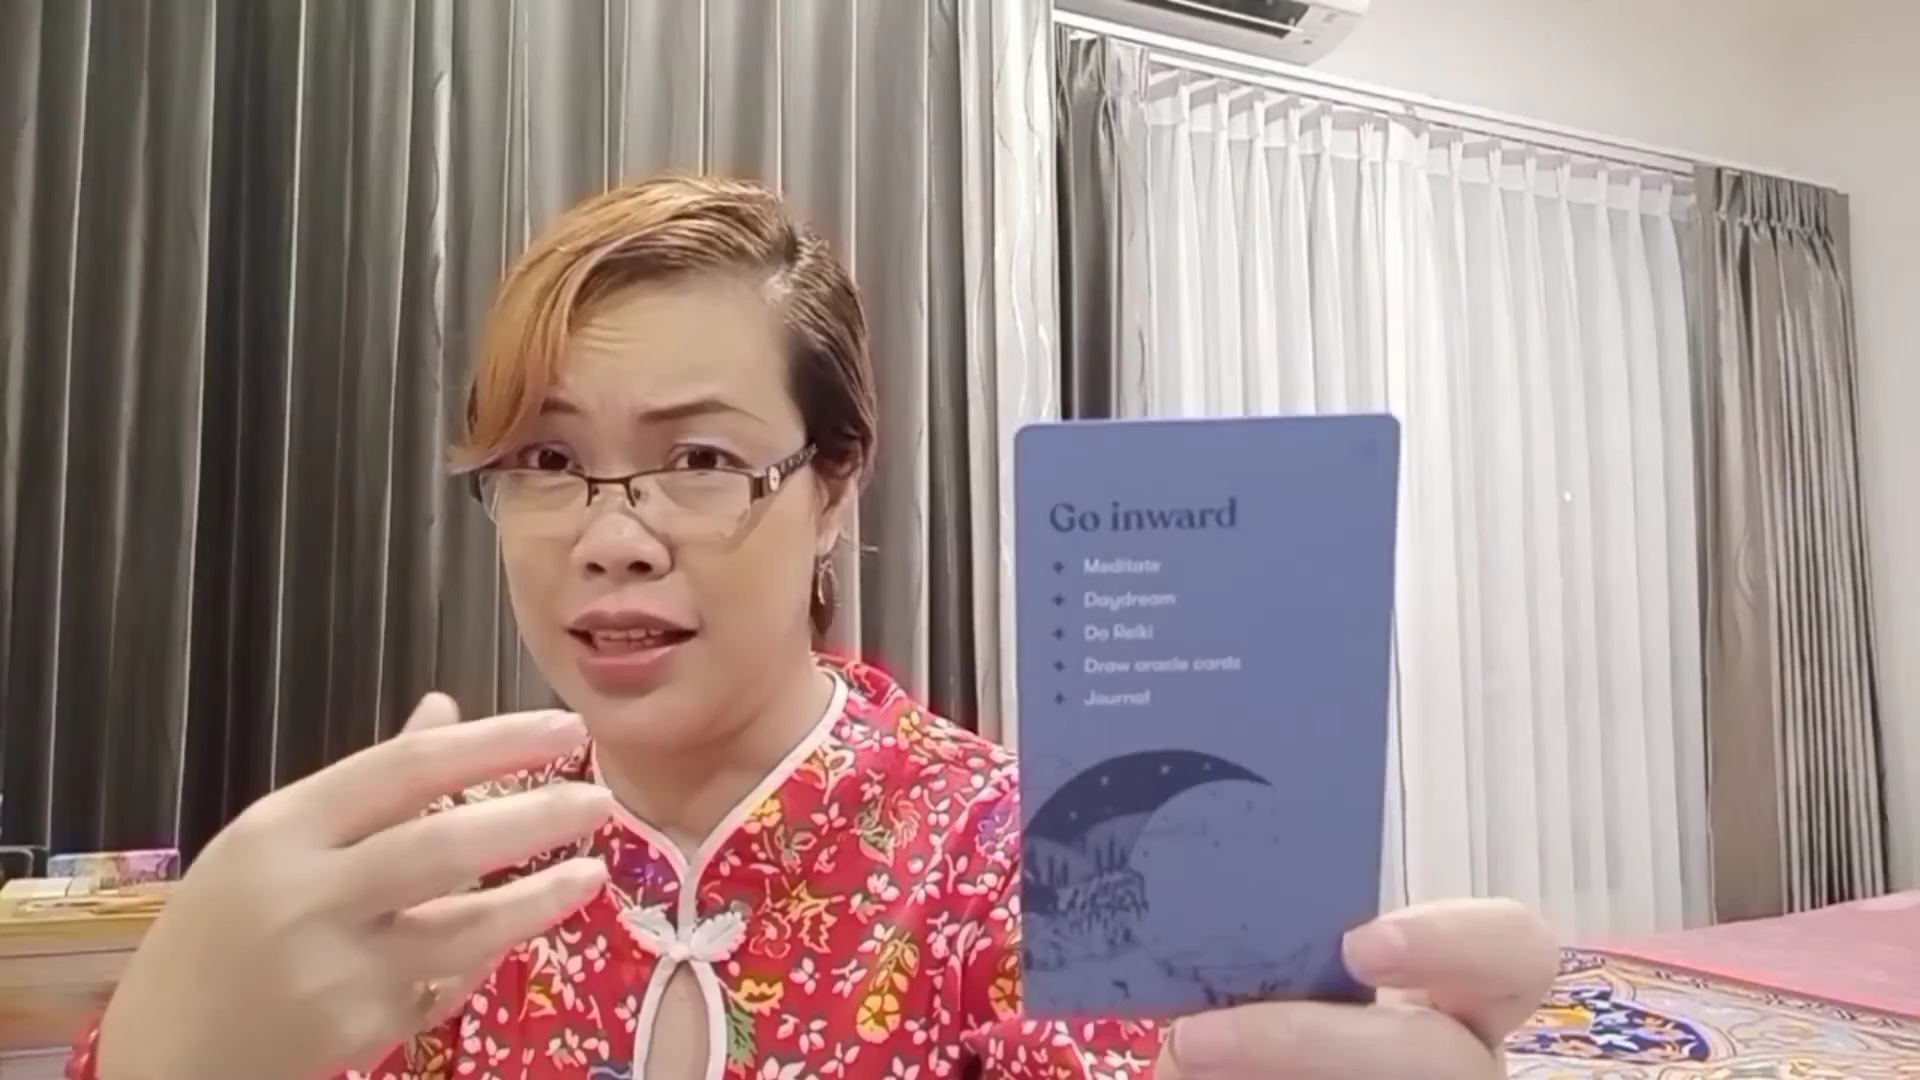 Go inward
Meditate
Daydream
Do Reiki
Draw oracle cards
Journal